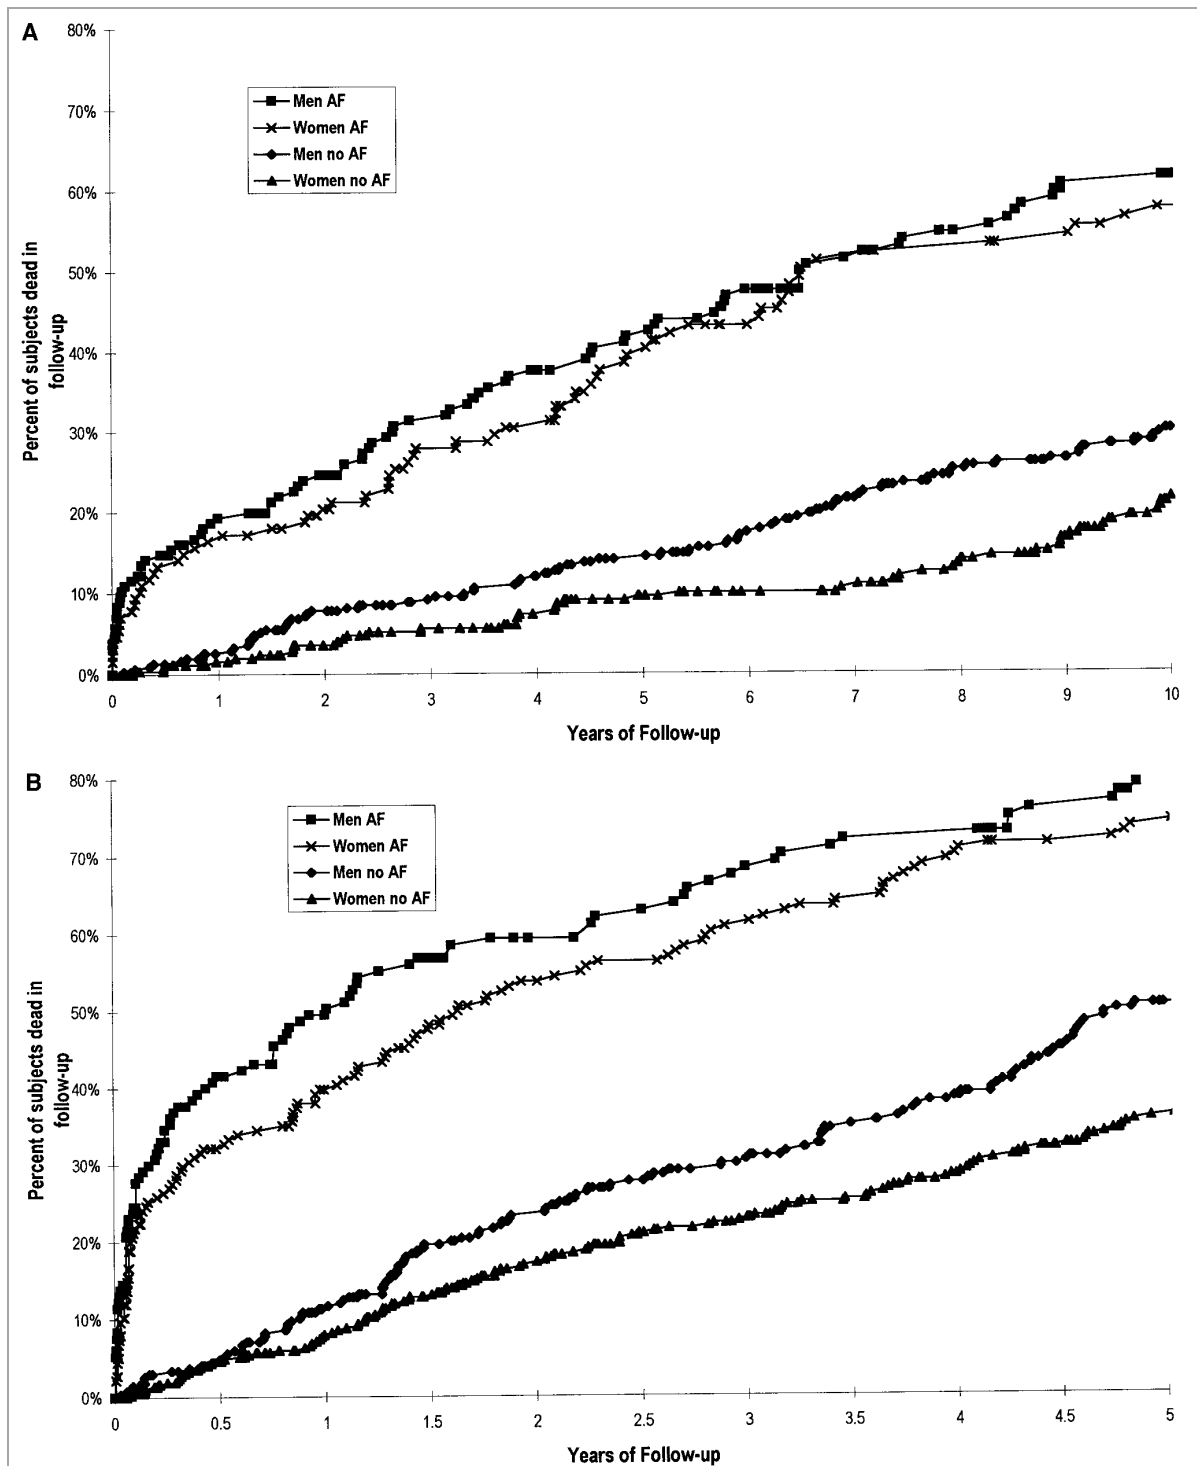 A
80%
70%
60%
50%
40%
30%
20%
10%
0%
Percent of subjects dead in
follow-up
Men AF
Women AF
Men no AF
Women no AF
0 1 2 3 4 5 6 7 8 9 10
Years of Follow-up
B
80%
70%
60%
50%
40%
30%
20%
10%
0%
Percent of subjects dead in
follow-up
Men AF
Women AF
Men no AF
Women no AF
0 0.5 1 1.5 2 2.5 3 3.5 4 4.5 5
Years of Follow-up